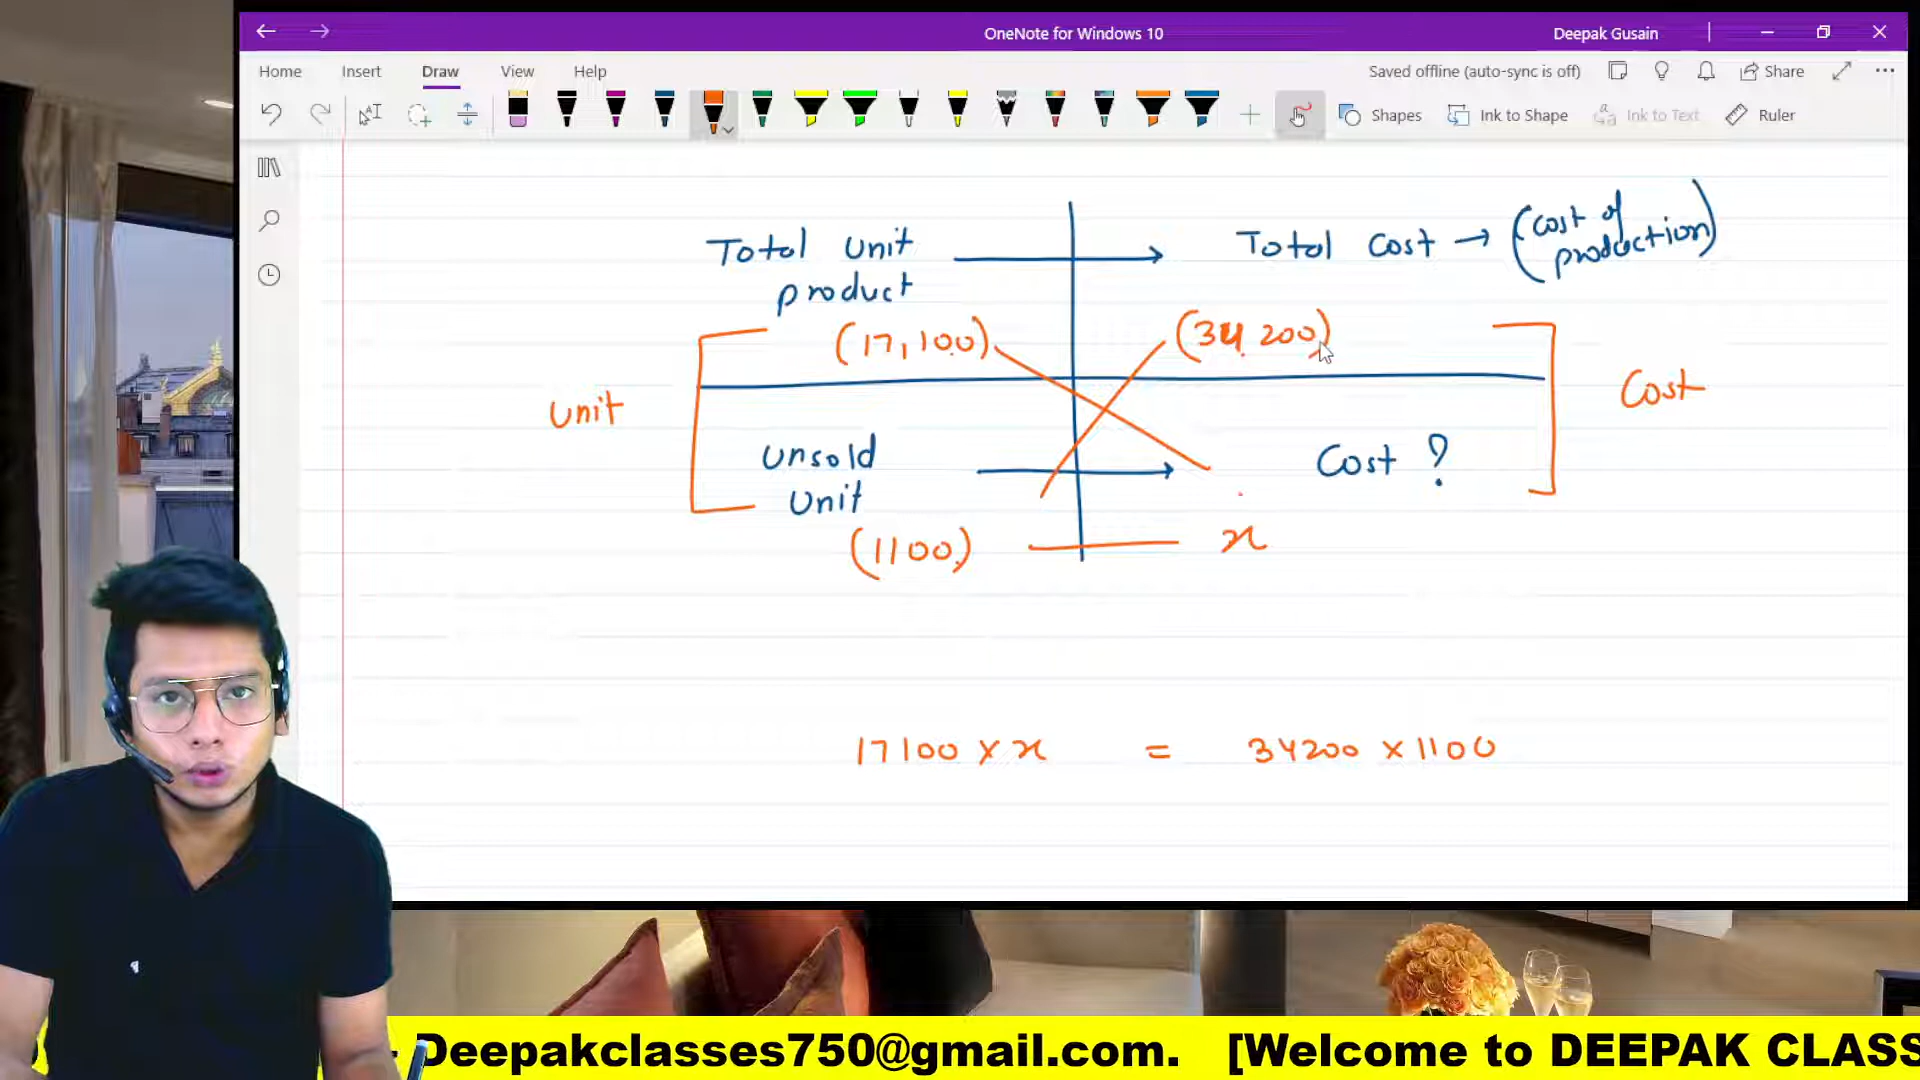 OneNote for Windows 10
Deepak Gusain
Home Insert Draw View Help
Saved offline (auto-sync is off)
Share
Shapes
Ink to Shape
Ink to Text
Ruler
Total unit product
Total cost → (cost of production)
(17,100)
(34,200)
unit
Cost
unsold unit
Cost ?
(1100)
x
17100 × x = 34200 × 1100
- Deepakclasses750@gmail.com. [Welcome to DEEPAK CLASS